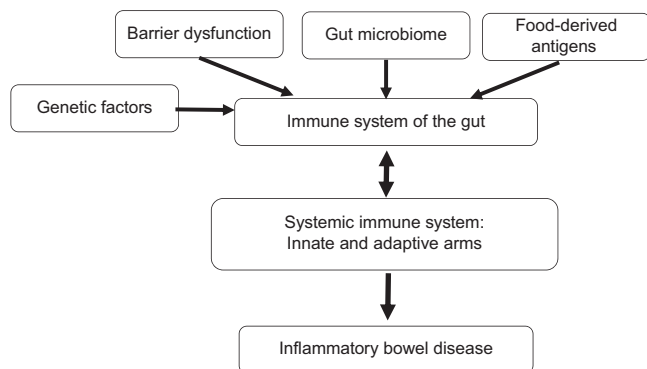 Barrier dysfunction
Gut microbiome
Food-derived
antigens
Genetic factors
Immune system of the gut
Systemic immune system:
Innate and adaptive arms
Inflammatory bowel disease